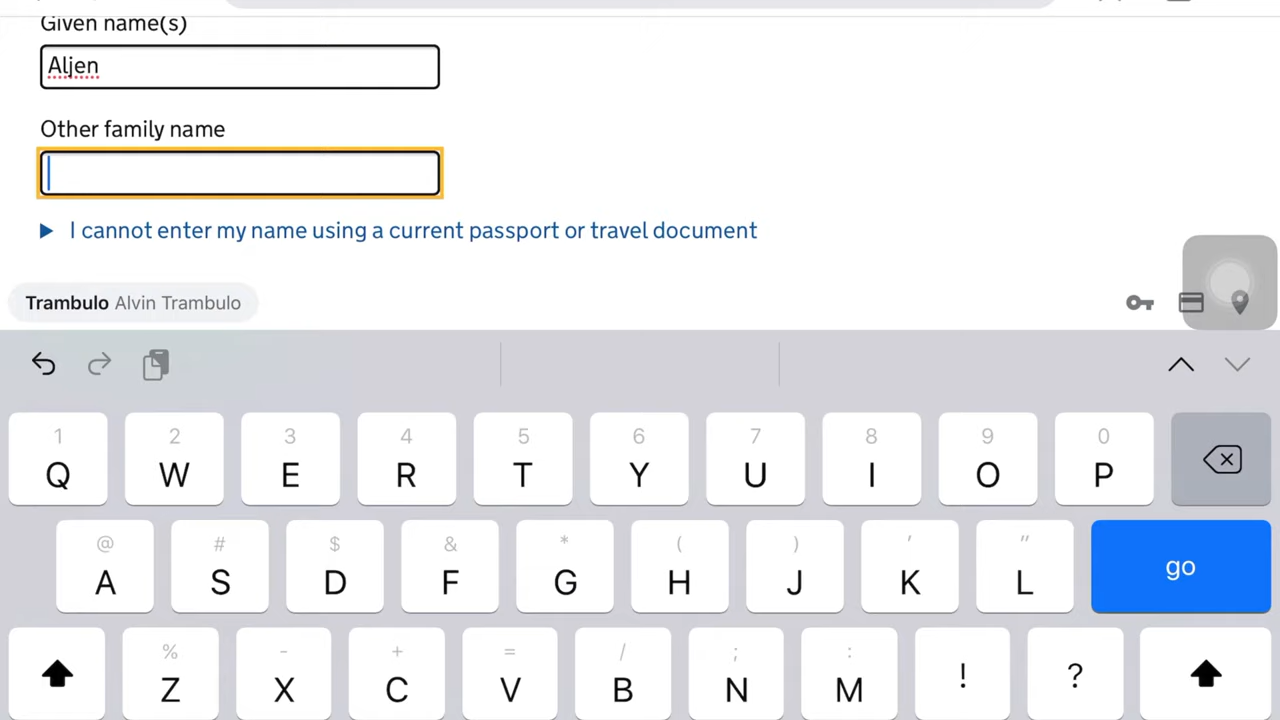 Given name(s)
Aljen
Other family name
I cannot enter my name using a current passport or travel document
Trambulo Alvin Trambulo
1 2 3 4 5 6 7 8 9 0
Q W E R T Y U I O P
@ # $ & * ( ) ' "
A S D F G H J K L go
% - + = / ; :
Z X C V B N M ! ?